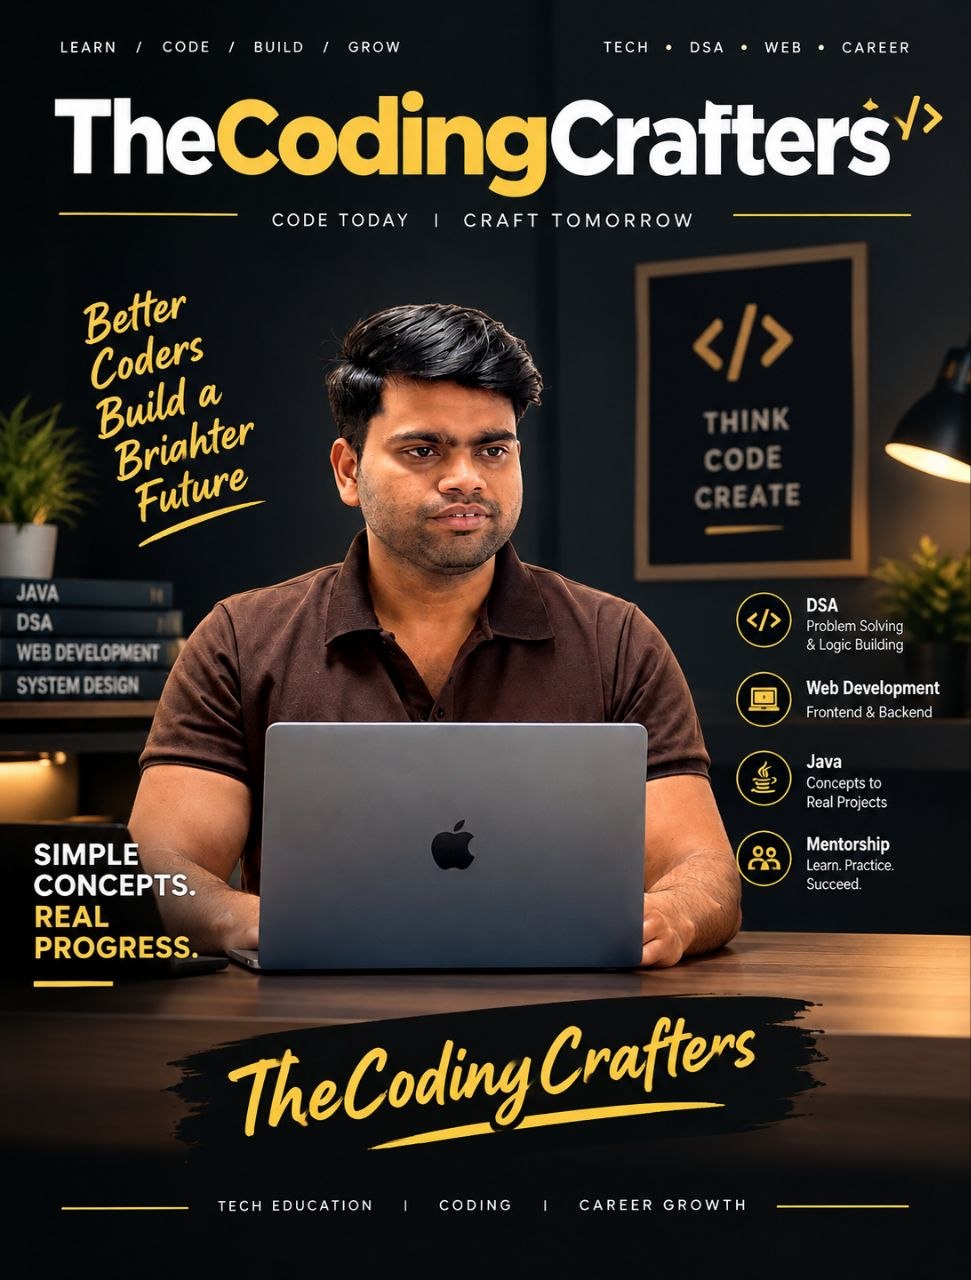 LEARN / CODE / BUILD / GROW
TECH • DSA • WEB • CAREER
TheCodingCrafters </>
CODE TODAY | CRAFT TOMORROW
Better
Coders
Build a
Briahter
Future
</>
THINK
CODE
CREATE
JAVA
DSA
WEB DEVELOPMENT
SYSTEM DESIGN
</>
DSA
Problem Solving
& Logic Building
Web Development
Frontend & Backend
Java
Concepts to
Real Projects
Mentorship
Learn. Practice.
Succeed.
SIMPLE
CONCEPTS.
REAL
PROGRESS.
TheCodiny Crafters
TECH EDUCATION | CODING | CAREER GROWTH